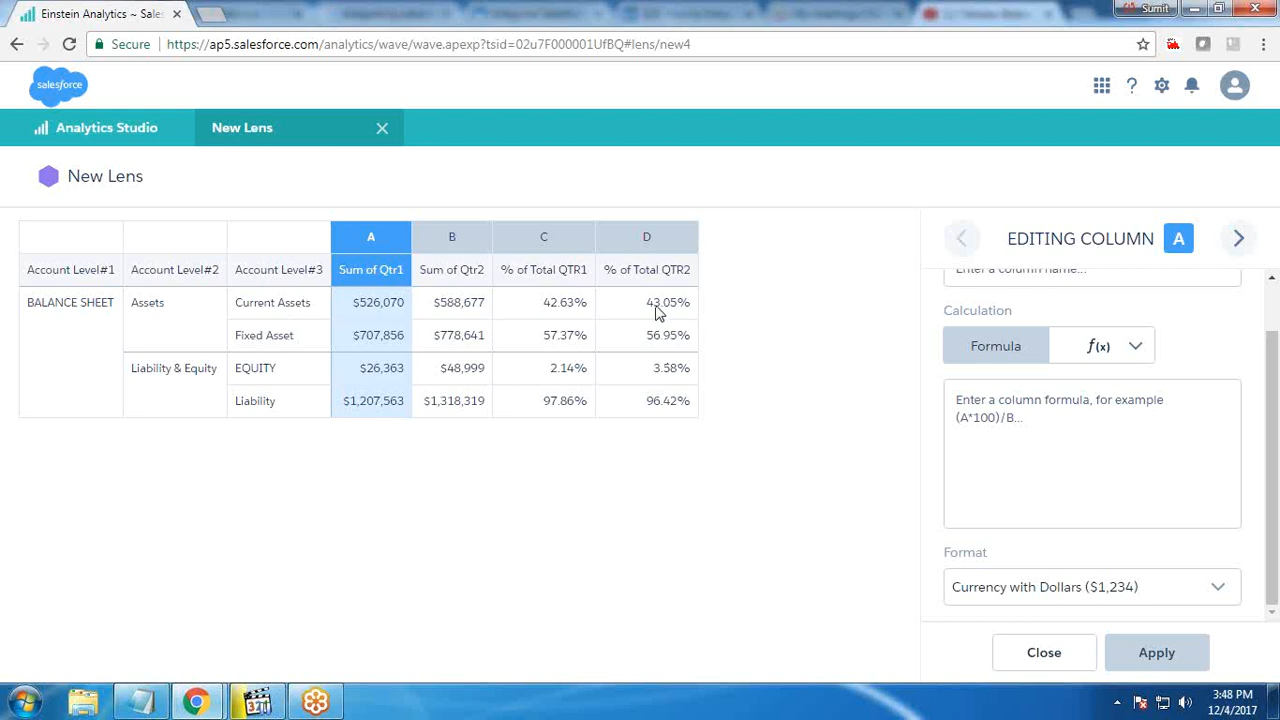 Einstein Analytics ~ Sales
Sumit
Secure https://ap5.salesforce.com/analytics/wave/wave.apexp?tsid=02u7F000001UfBQ#lens/new4
salesforce
Analytics Studio
New Lens
New Lens
A B C D
Account Level#1 Account Level#2 Account Level#3 Sum of Qtr1 Sum of Qtr2 % of Total QTR1 % of Total QTR2
BALANCE SHEET Assets Current Assets $526,070 $588,677 42.63% 43.05%
Fixed Asset $707,856 $778,641 57.37% 56.95%
Liability & Equity EQUITY $26,363 $48,999 2.14% 3.58%
Liability $1,207,563 $1,318,319 97.86% 96.42%
EDITING COLUMN A
Enter a column name...
Calculation
Formula f(x)
Enter a column formula, for example
(A*100)/B...
Format
Currency with Dollars ($1,234)
Close Apply
3:48 PM
12/4/2017